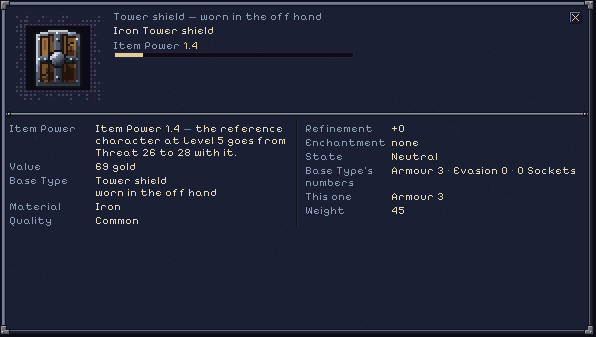 Tower shield — worn in the off hand
Iron Tower shield
Item Power 1.4
Item Power Item Power 1.4 — the reference
character at Level 5 goes from
Threat 26 to 28 with it.
Value 69 gold
Base Type Tower shield
worn in the off hand
Material Iron
Quality Common
Refinement +0
Enchantment none
State Neutral
Base Type's Armour 3 · Evasion 0 · 0 Sockets
numbers
This one Armour 3
Weight 45